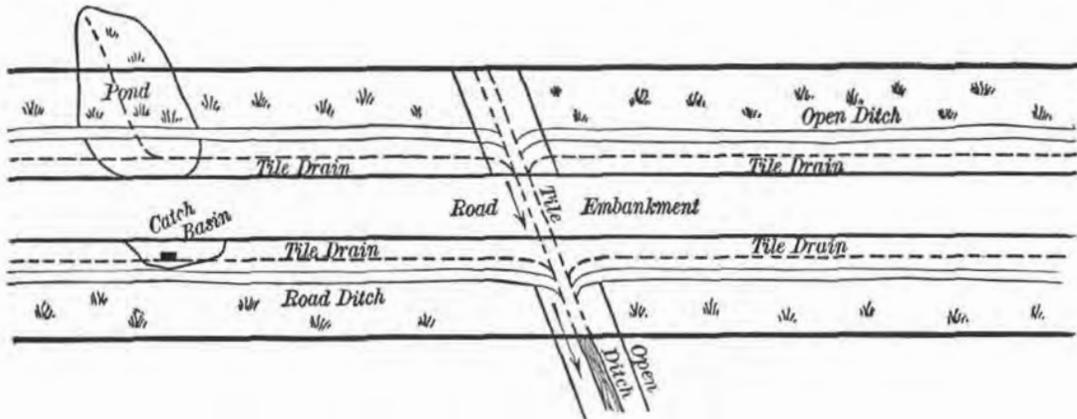 Pond
Open Ditch
Tile Drain
Tile Drain
Road
Tile
Embankment
Catch
Basin
Tile Drain
Tile Drain
Road Ditch
Open
Ditch